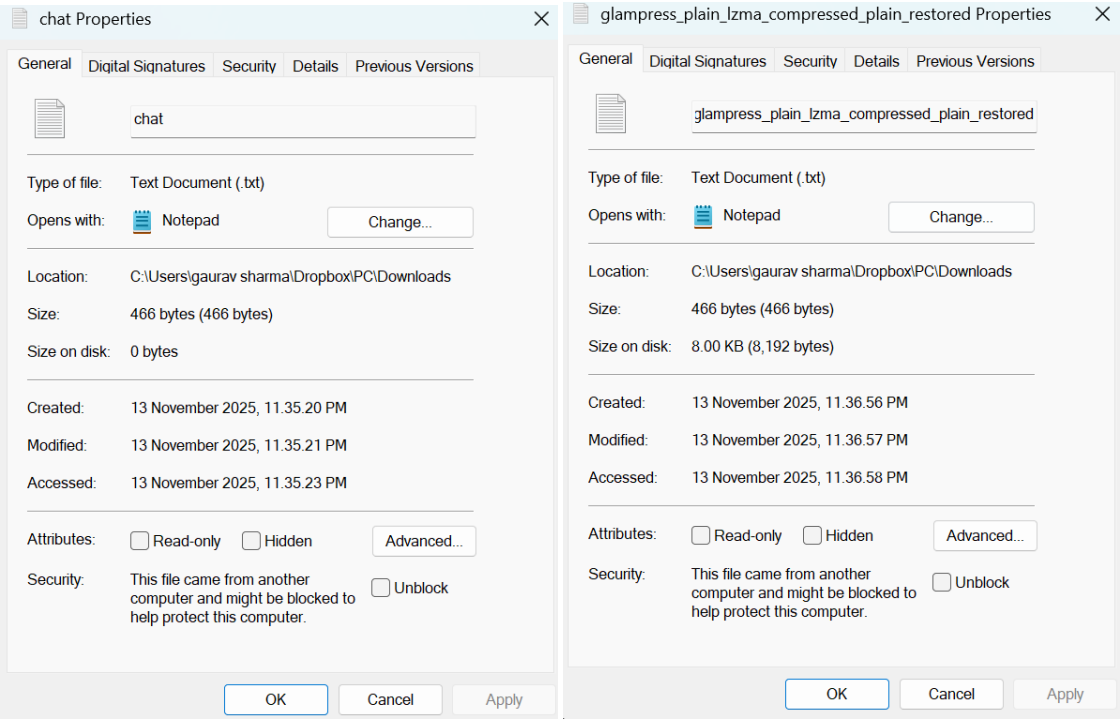 chat Properties
General Digital Signatures Security Details Previous Versions
chat
Type of file: Text Document (.txt)
Opens with: Notepad Change...
Location: C:\Users\gaurav sharma\Dropbox\PC\Downloads
Size: 466 bytes (466 bytes)
Size on disk: 0 bytes
Created: 13 November 2025, 11.35.20 PM
Modified: 13 November 2025, 11.35.21 PM
Accessed: 13 November 2025, 11.35.23 PM
Attributes: Read-only Hidden Advanced...
Security: This file came from another
computer and might be blocked to
help protect this computer.
Unblock
OK Cancel Apply
glampress_plain_lzma_compressed_plain_restored Properties
General Digital Signatures Security Details Previous Versions
glampress_plain_lzma_compressed_plain_restored
Type of file: Text Document (.txt)
Opens with: Notepad Change...
Location: C:\Users\gaurav sharma\Dropbox\PC\Downloads
Size: 466 bytes (466 bytes)
Size on disk: 8.00 KB (8,192 bytes)
Created: 13 November 2025, 11.36.56 PM
Modified: 13 November 2025, 11.36.57 PM
Accessed: 13 November 2025, 11.36.58 PM
Attributes: Read-only Hidden Advanced...
Security: This file came from another
computer and might be blocked to
help protect this computer.
Unblock
OK Cancel Apply